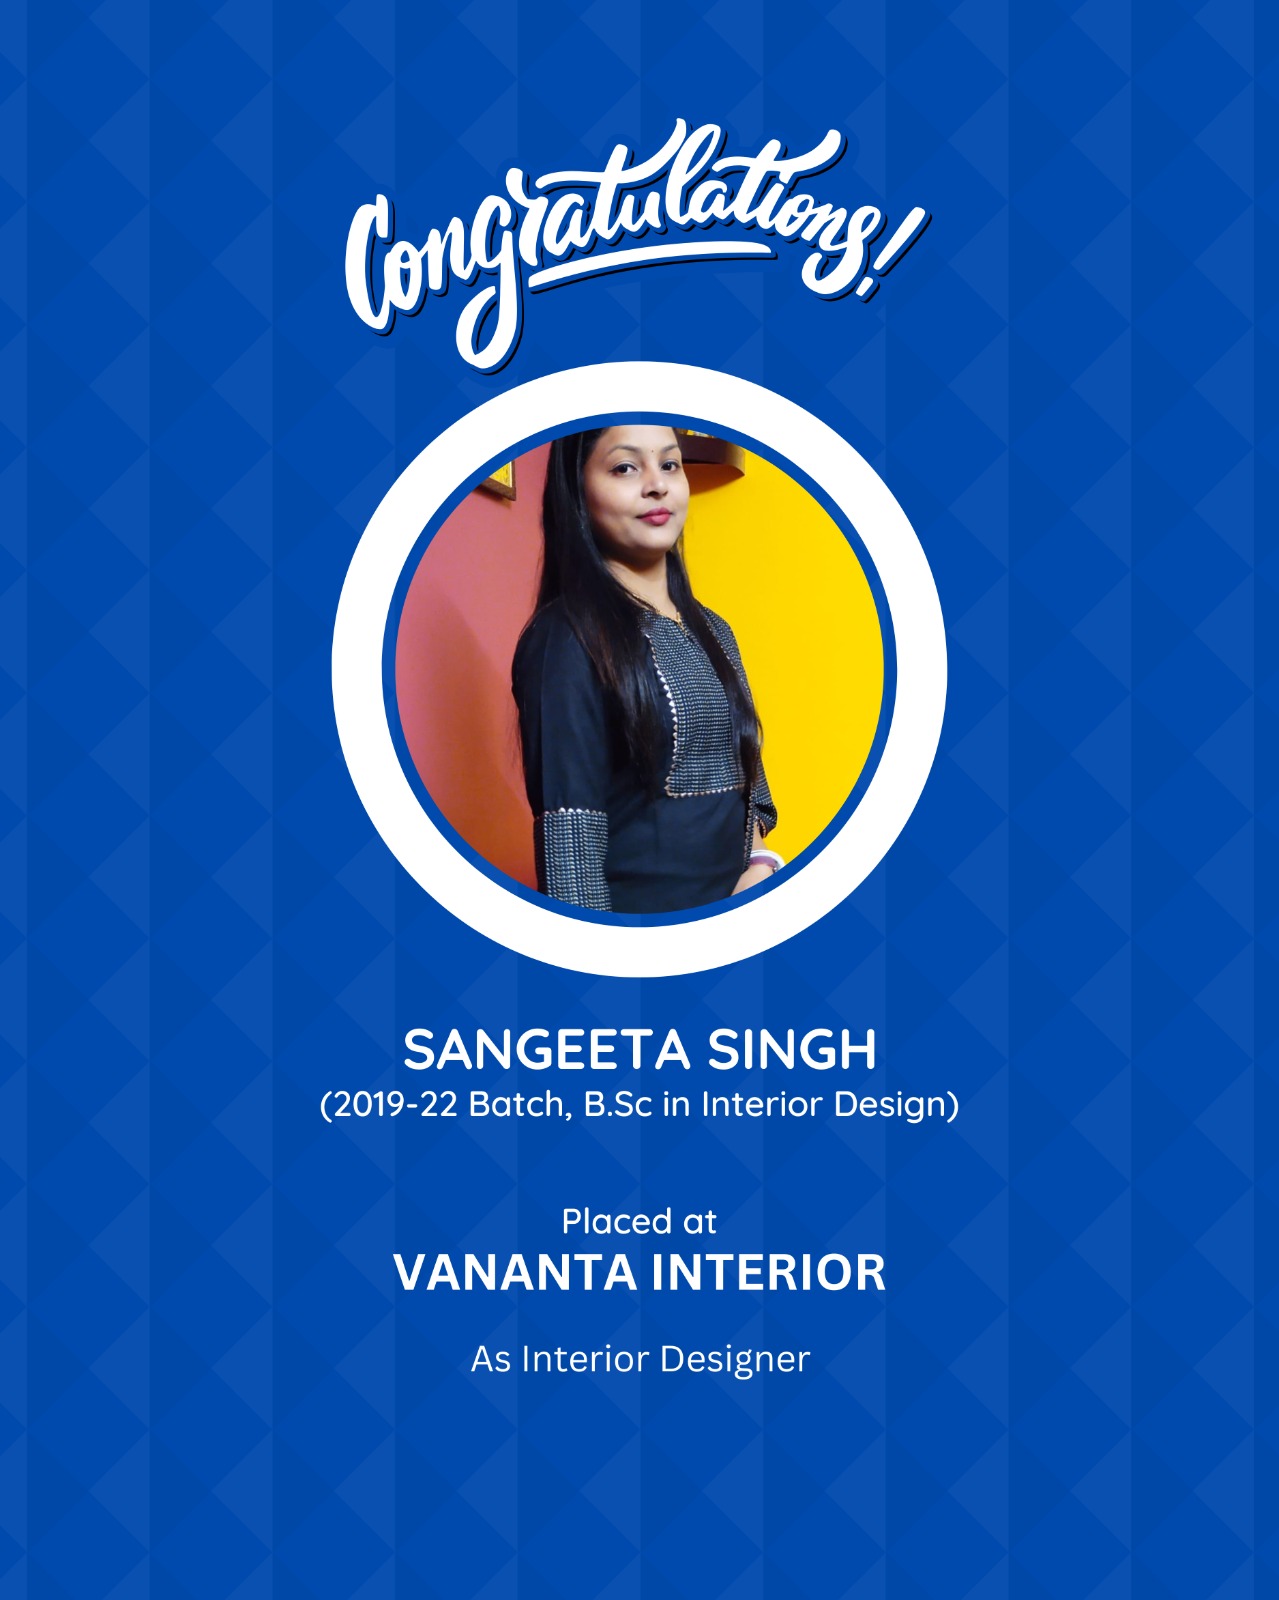 Congratulations!
SANGEETA SINGH
(2019-22 Batch, B.Sc in Interior Design)
Placed at
VANANTA INTERIOR
As Interior Designer